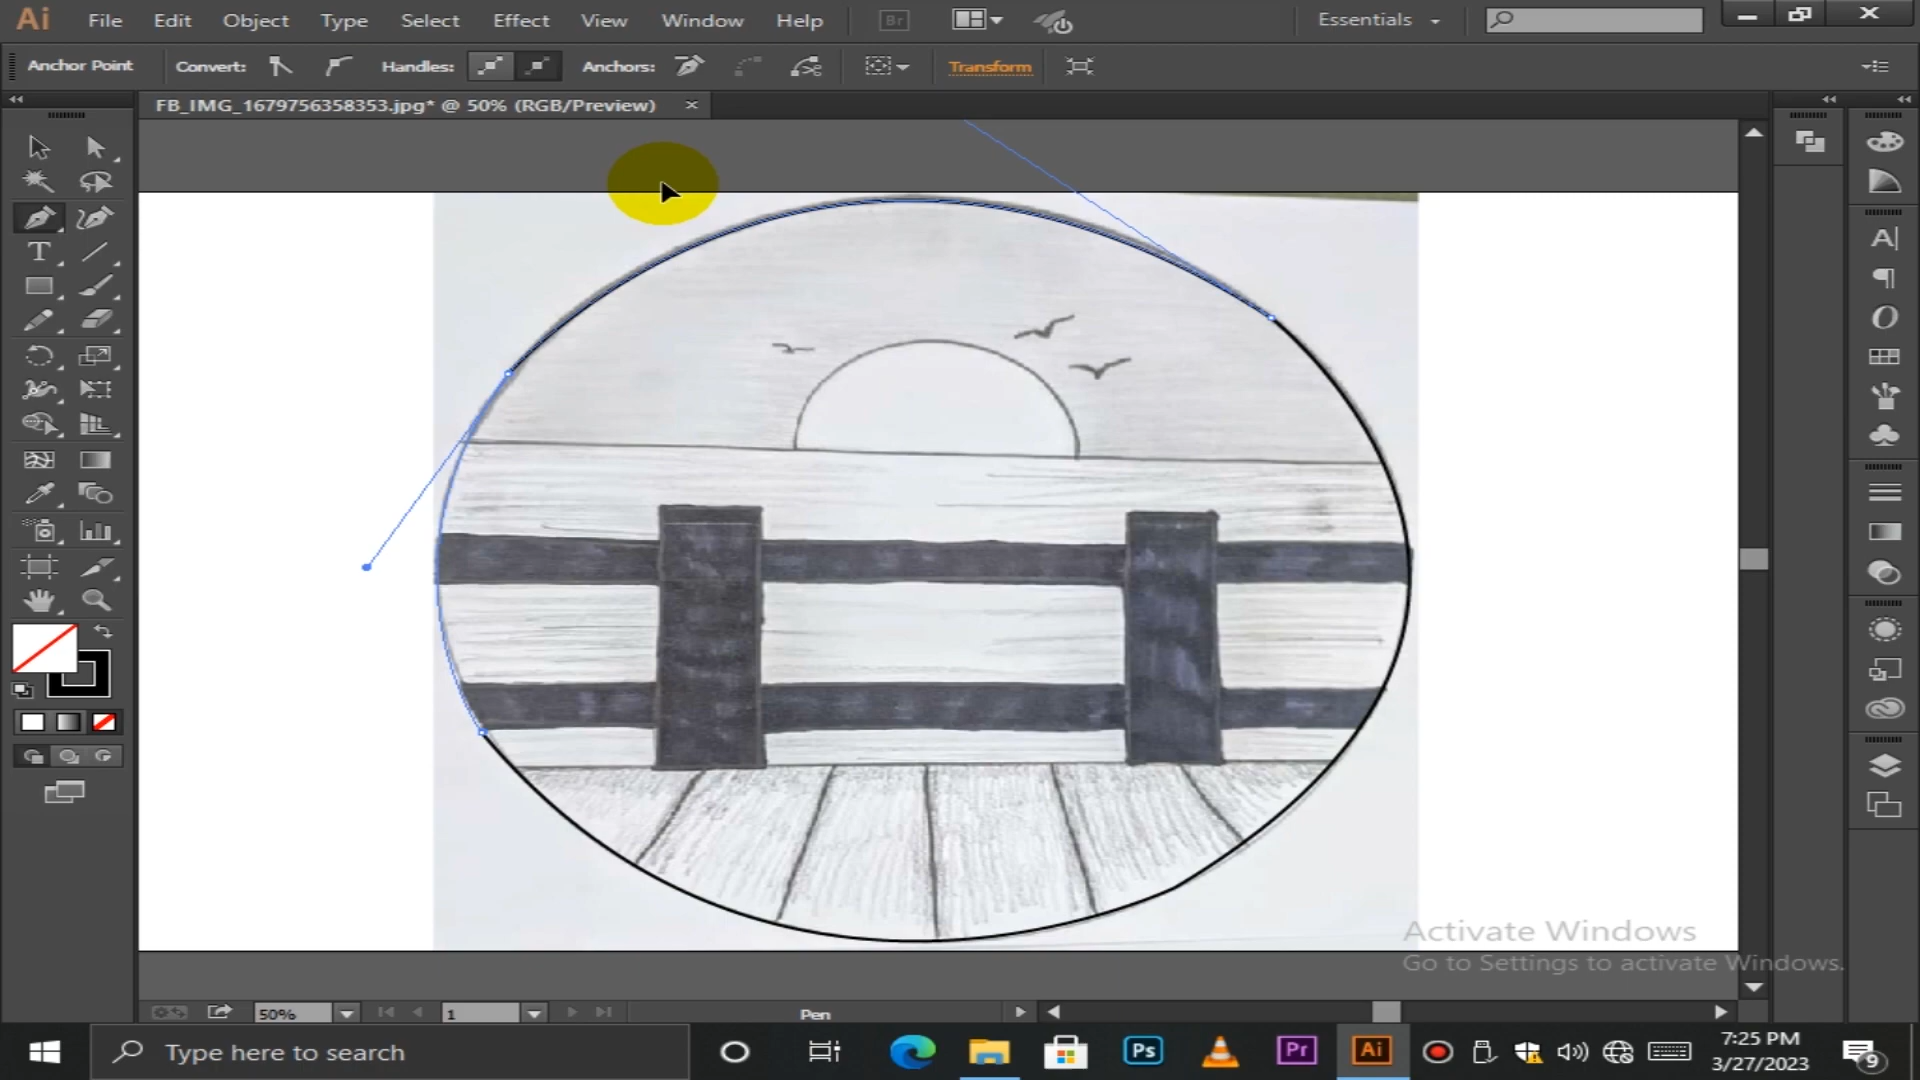 Ai File Edit Object Type Select Effect View Window Help Br Essentials
Anchor Point Convert: Handles: Anchors: Transform
FB_IMG_1679756358353.jpg* @ 50% (RGB/Preview)
Activate Windows
Go to Settings to activate Windows.
50% 1 Pen
Type here to search Ps Pr Ai 7:25 PM
3/27/2023 9